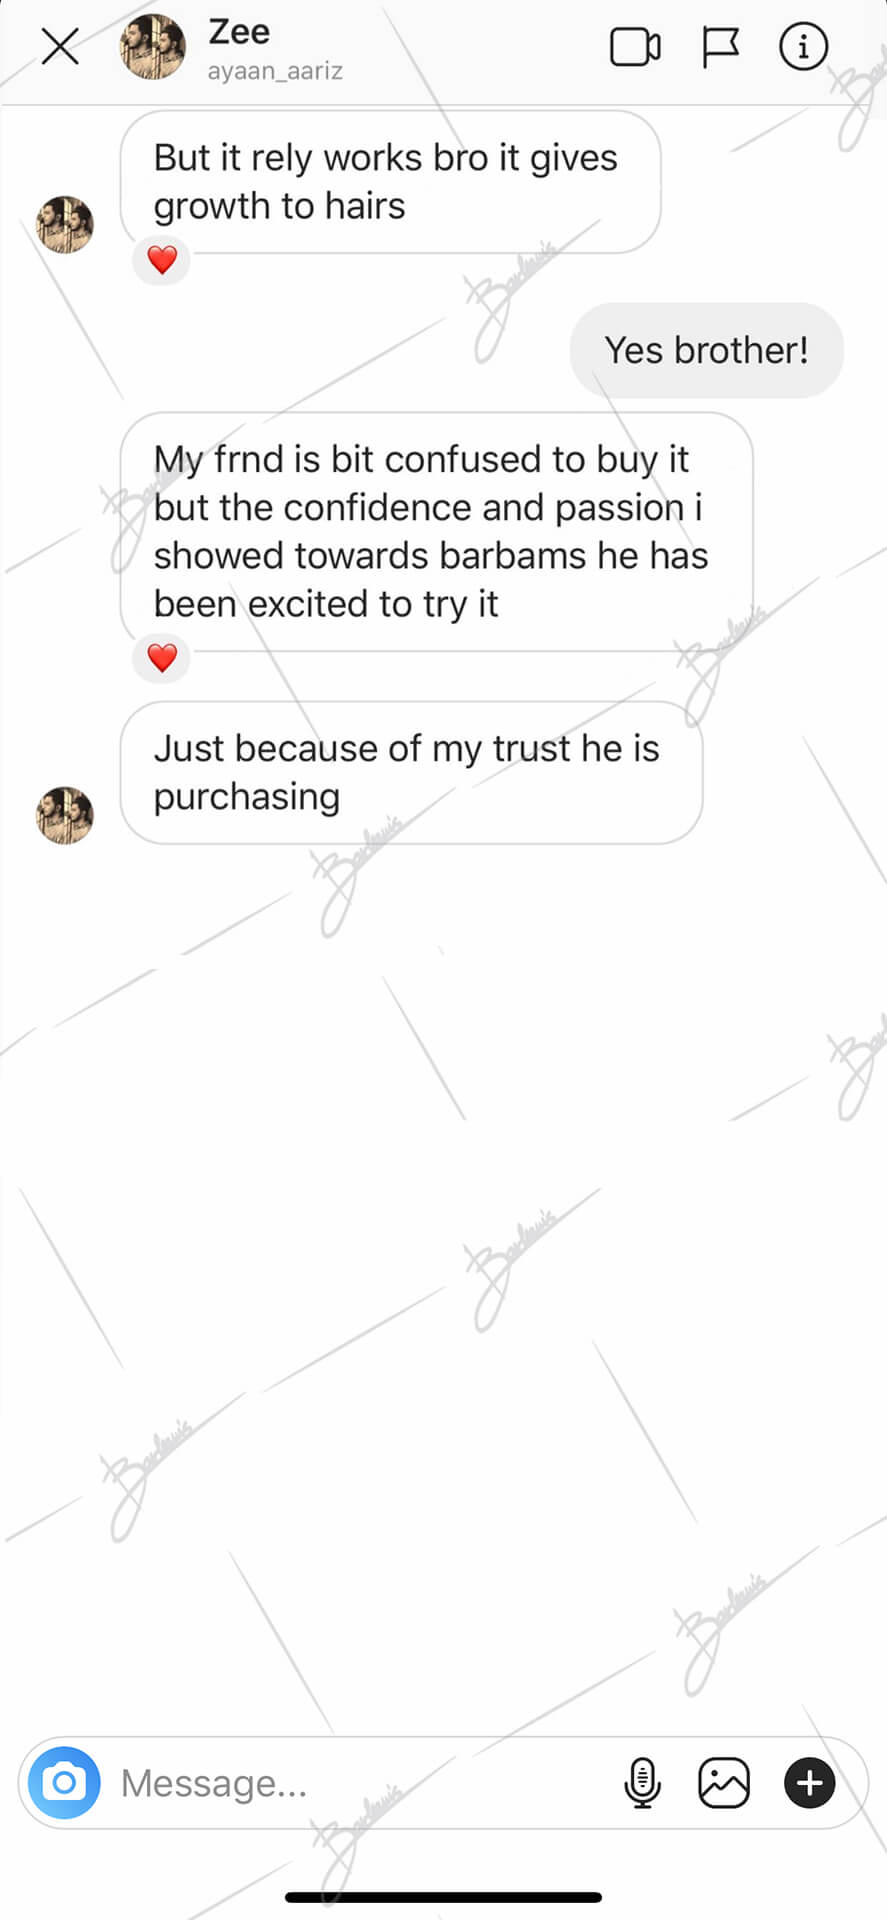 Zee
ayaan_aariz
But it rely works bro it gives
growth to hairs
Yes brother!
My frnd is bit confused to buy it
but the confidence and passion i
showed towards barbams he has
been excited to try it
Just because of my trust he is
purchasing
Message...